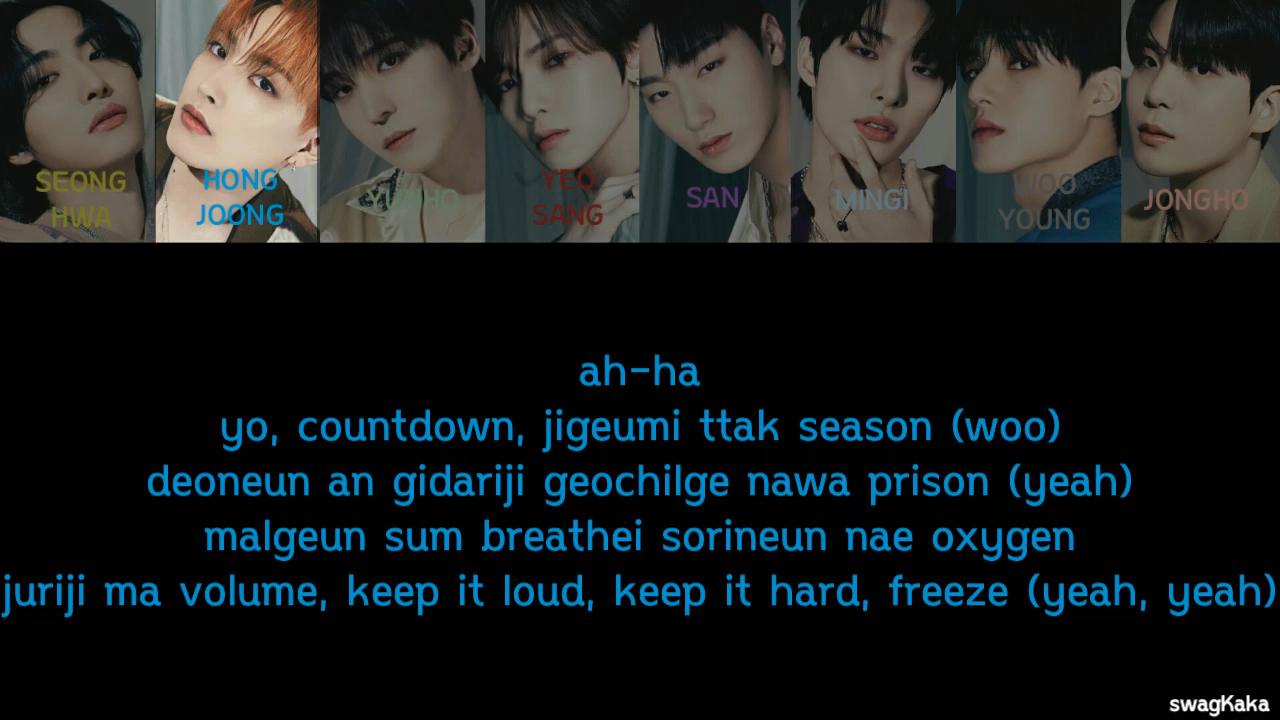 SEONG
HWA
HONG
JOONG
YUNHO
YEO
SANG
SAN
MINGI
WOO
YOUNG
JONGHO
ah-ha
yo, countdown, jigeumi ttak season (woo)
deoneun an gidariji geochilge nawa prison (yeah)
malgeun sum breathei sorineun nae oxygen
juriji ma volume, keep it loud, keep it hard, freeze (yeah, yeah)
swagKaka